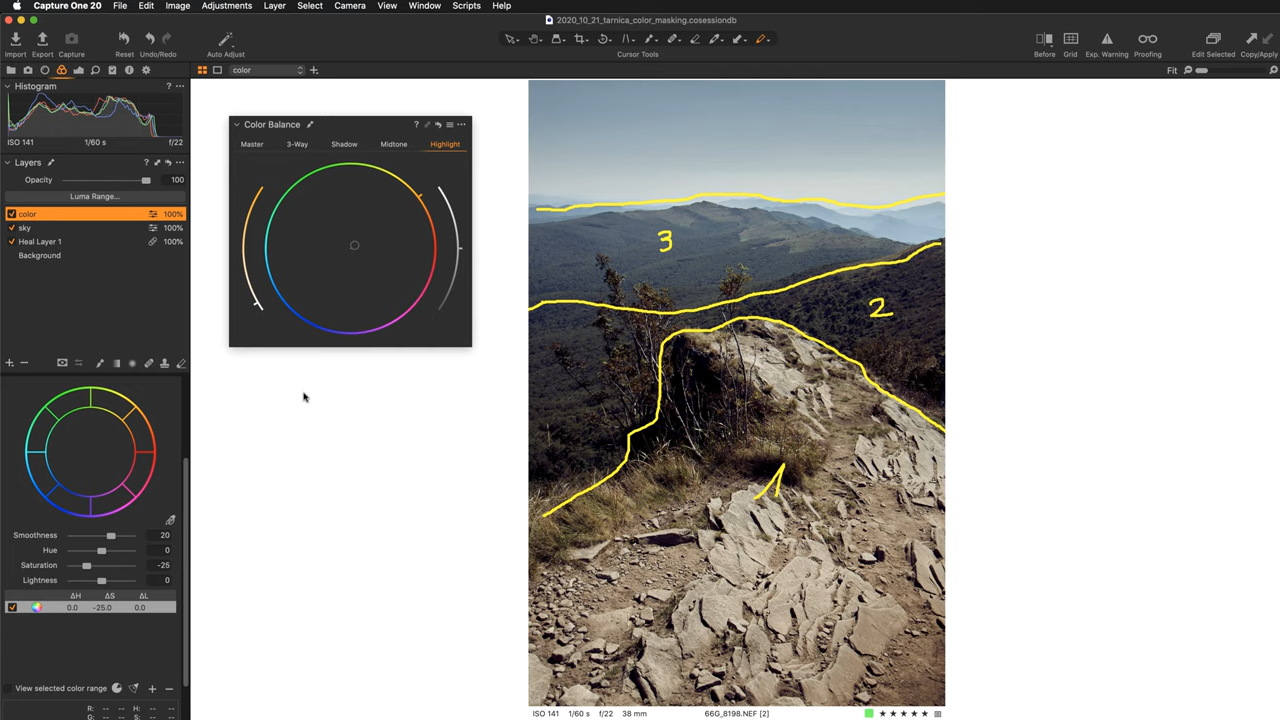 Capture One 20 File Edit View Image Adjustments Layer Select Camera View Window Scripts Help
2020_10_21_tarnica_color_masking.cosessiondb
Import Export Capture Reset Undo/Redo Auto Adjust Cursor Tools Before Grid Exp. Warning Proofing Edit Selected Copy/Apply
color Fit
Histogram ? ...
ISO 141 1/60 s f/22
Layers ? ...
Opacity 100
Luma Range...
color 100%
sky 100%
Heal Layer 1 100%
Background
Color Balance ? ...
Master 3-Way Shadow Midtone Highlight
3
2
1
Smoothness 20
Hue 0
Saturation -25
Lightness 0
ΔH ΔS ΔL
0.0 -25.0 0.0
View selected color range
R: -- H: --
G: -- S: --
ISO 141 1/60 s f/22 38 mm 66G_8198.NEF [2] ★ ★ ★ ★ ★